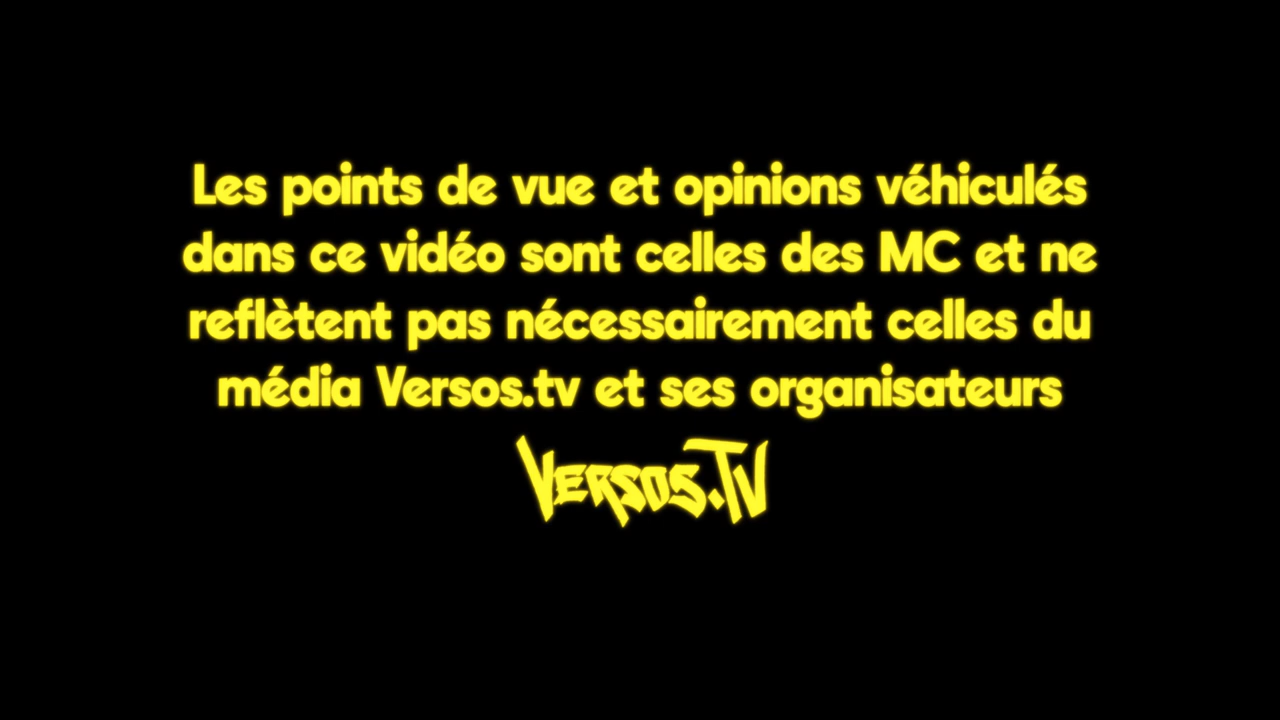 Les points de vue et opinions véhiculés
dans ce vidéo sont celles des MC et ne
reflètent pas nécessairement celles du
média Versos.tv et ses organisateurs
VERSOS.TV